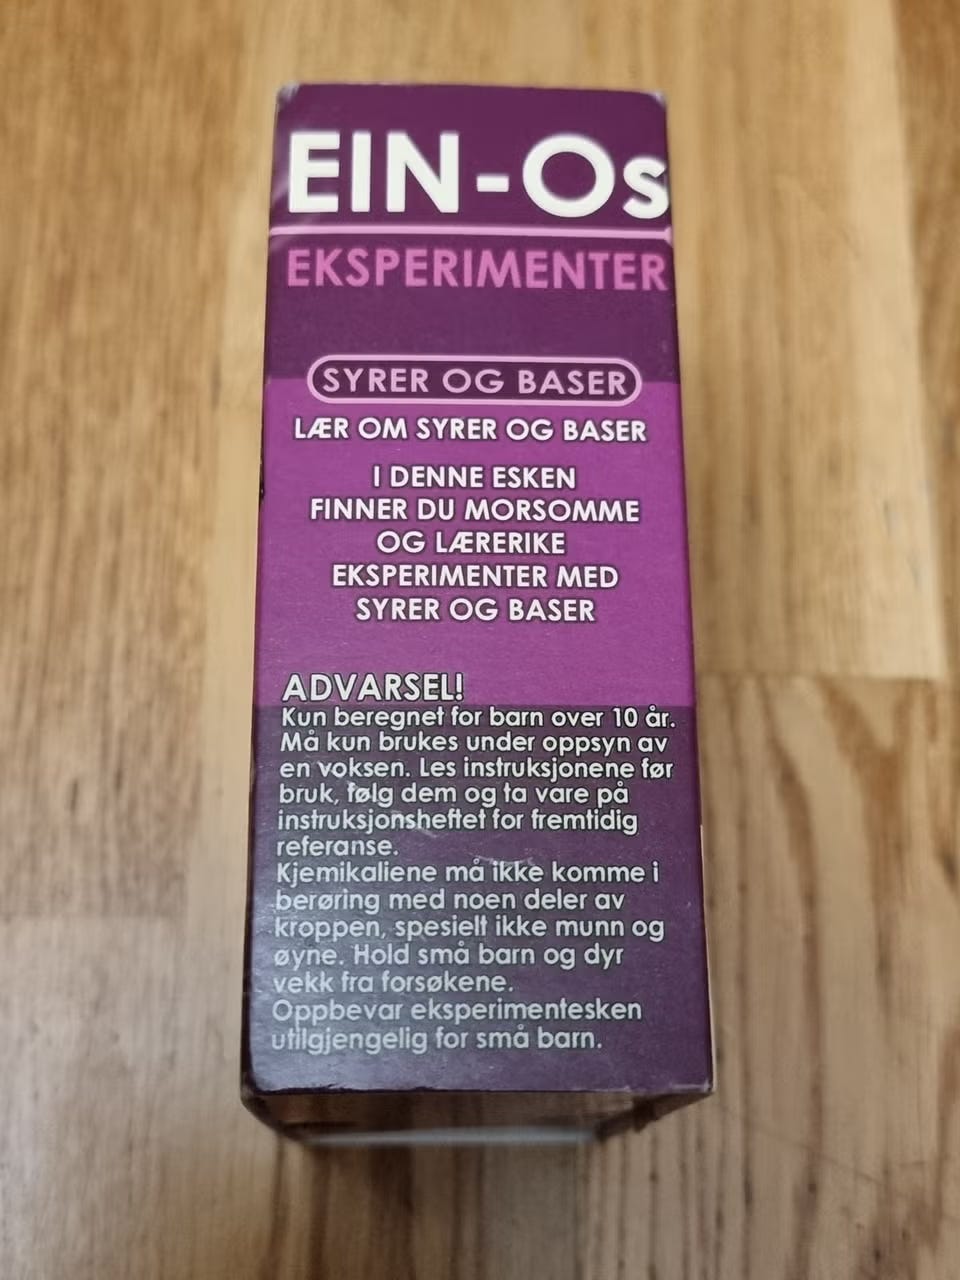 EIN-Os
EKSPERIMENTER
SYRER OG BASER
LÆR OM SYRER OG BASER
I DENNE ESKEN
FINNER DU MORSOMME
OG LÆRERIKE
EKSPERIMENTER MED
SYRER OG BASER
ADVARSEL!
Kun beregnet for barn over 10 år.
Må kun brukes under oppsyn av
en voksen. Les instruksjonene før
bruk, følg dem og ta vare på
instruksjonsheftet for fremtidig
referanse.
Kjemikaliene må ikke komme i
berøring med noen deler av
kroppen, spesielt ikke munn og
øyne. Hold små barn og dyr
vekk fra forsøkene.
Oppbevar eksperimentesken
utilgjengelig for små barn.